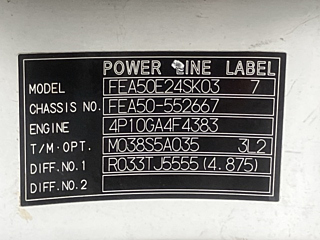 POWER LINE LABEL
MODEL FEA50E24SK03 7
CHASSIS NO. FEA50-552667
ENGINE 4P10GA4F4383
T/M·OPT. M038S5A035 3L2
DIFF.NO.1 R033TJ5555(4.875)
DIFF.NO.2